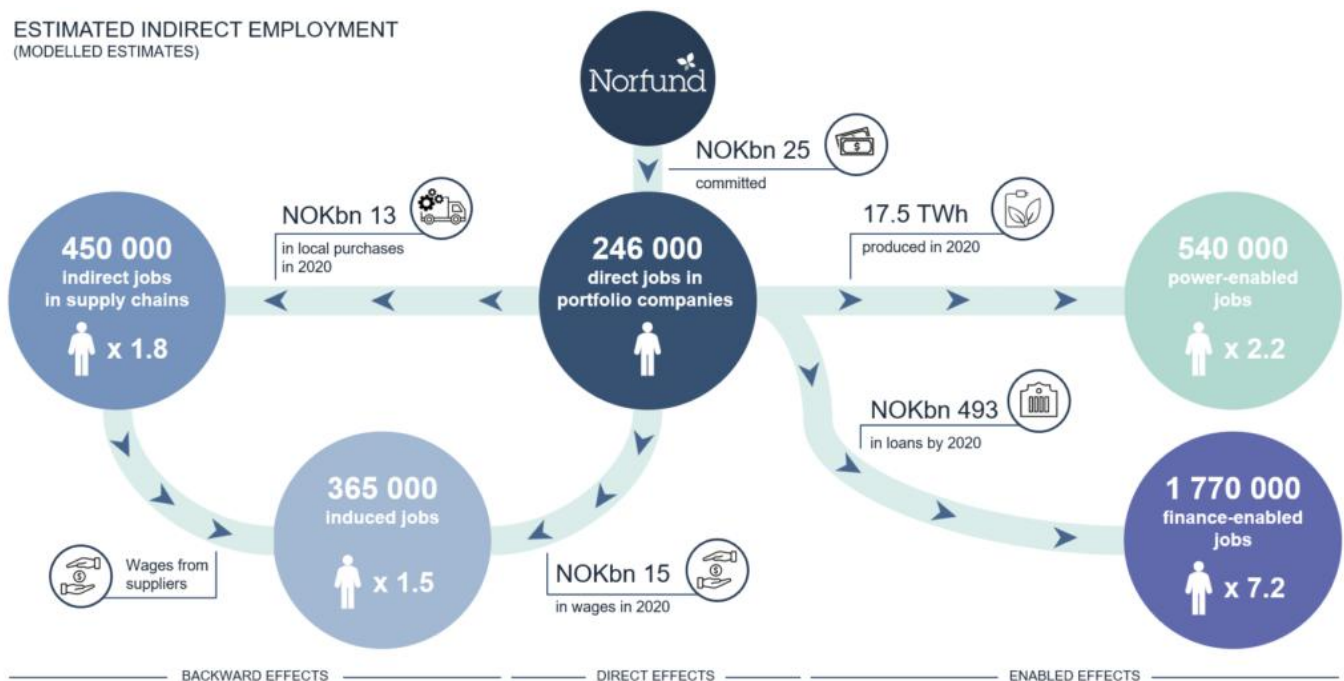 ESTIMATED INDIRECT EMPLOYMENT
(MODELLED ESTIMATES)
Norfund
NOKbn 25
committed
NOKbn 13
in local purchases
in 2020
17.5 TWh
produced in 2020
450 000
indirect jobs
in supply chains
x 1.8
246 000
direct jobs in
portfolio companies
540 000
power-enabled
jobs
x 2.2
NOKbn 493
in loans by 2020
365 000
induced jobs
x 1.5
1 770 000
finance-enabled
jobs
x 7.2
Wages from
suppliers
NOKbn 15
in wages in 2020
BACKWARD EFFECTS
DIRECT EFFECTS
ENABLED EFFECTS